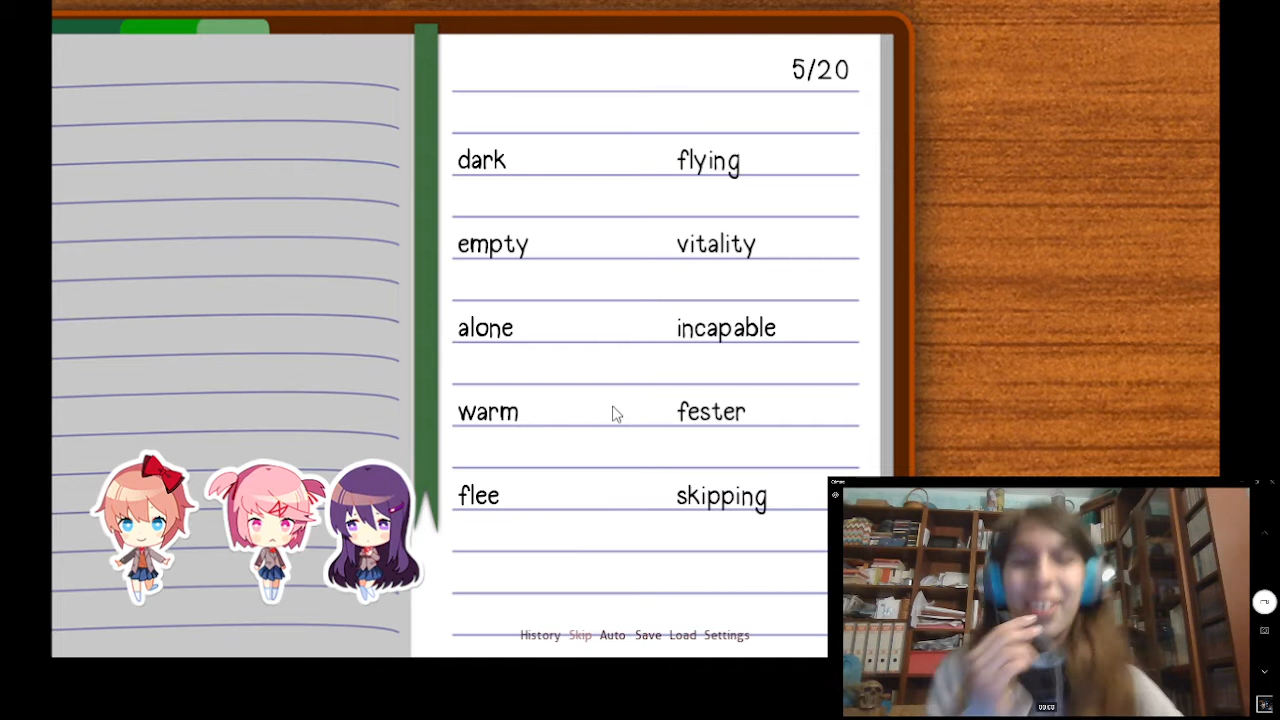 5/20
dark flying
empty vitality
alone incapable
warm fester
flee skipping
History Skip Auto Save Load Settings